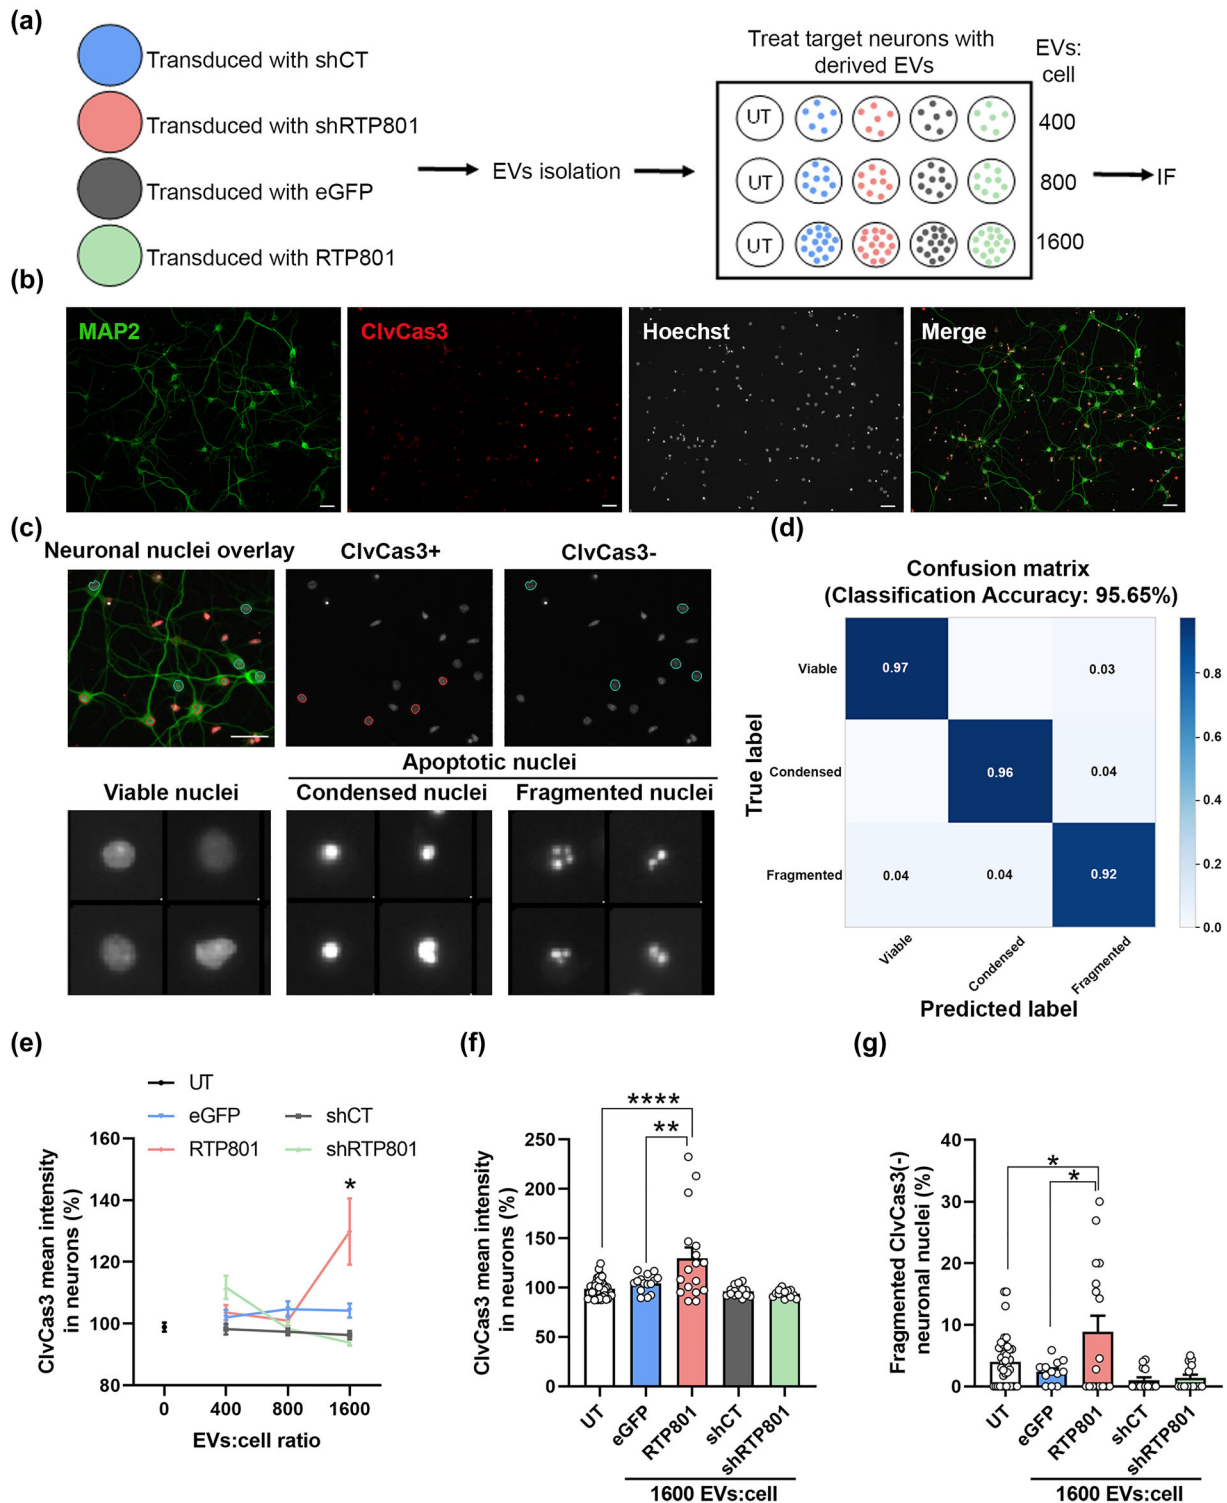 (a)
Transduced with shCT
Transduced with shRTP801
Transduced with eGFP
Transduced with RTP801
EVs isolation
Treat target neurons with
derived EVs
EVs:
cell
UT
400
UT
800
UT
1600
IF
(b)
MAP2
ClvCas3
Hoechst
Merge
(c)
Neuronal nuclei overlay
ClvCas3+
ClvCas3-
Apoptotic nuclei
Viable nuclei
Condensed nuclei
Fragmented nuclei
(d)
Confusion matrix
(Classification Accuracy: 95.65%)
True label
Viable
0.97
0.03
Condensed
0.96
0.04
Fragmented
0.04
0.04
0.92
Viable
Condensed
Fragmented
Predicted label
0.8
0.6
0.4
0.2
0.0
(e)
UT
eGFP
shCT
RTP801
shRTP801
ClvCas3 mean intensity
in neurons (%)
160
140
120
100
80
*
0
400
800
1600
EVs:cell ratio
(f)
ClvCas3 mean intensity
in neurons (%)
250
200
150
100
50
0
****
**
UT
eGFP
RTP801
shCT
shRTP801
1600 EVs:cell
(g)
Fragmented ClvCas3(-)
neuronal nuclei (%)
40
30
20
10
0
*
*
UT
eGFP
RTP801
shCT
shRTP801
1600 EVs:cell